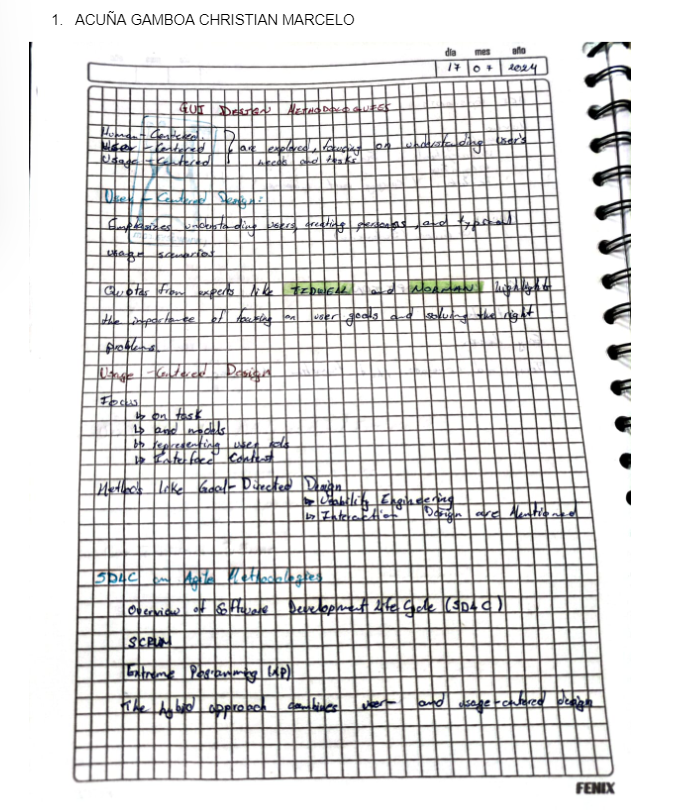 1. ACUÑA GAMBOA CHRISTIAN MARCELO
día mes año
17 07 2024
GUI DESIGN METHODOLOGUIES
Human - Centered.
User - Centered
Usage - Centered
are explored, focusing on understanding user's
needs and tasks
User - Centered Design:
Emphasizes understanding users, creating personas, and typical
usage scenarios
Quotes from experts like TIDWELL and NORMAN highlight
the importance of focusing on user goals and solving the right
problems.
Usage - Centered Design
Focus
↳ on task
↳ and models
↳ representing user
↳ Interface Content
Methods like Goal - Directed Design
↳ Usability Engineering
↳ Interaction Design are Mentioned
SDLC in Agile Methodologies
Overview of Software Development Life Cycle (SDLC)
SCRUM
Extreme Programming (XP)
The hybrid approach combines user- and usage-centered design
FENIX